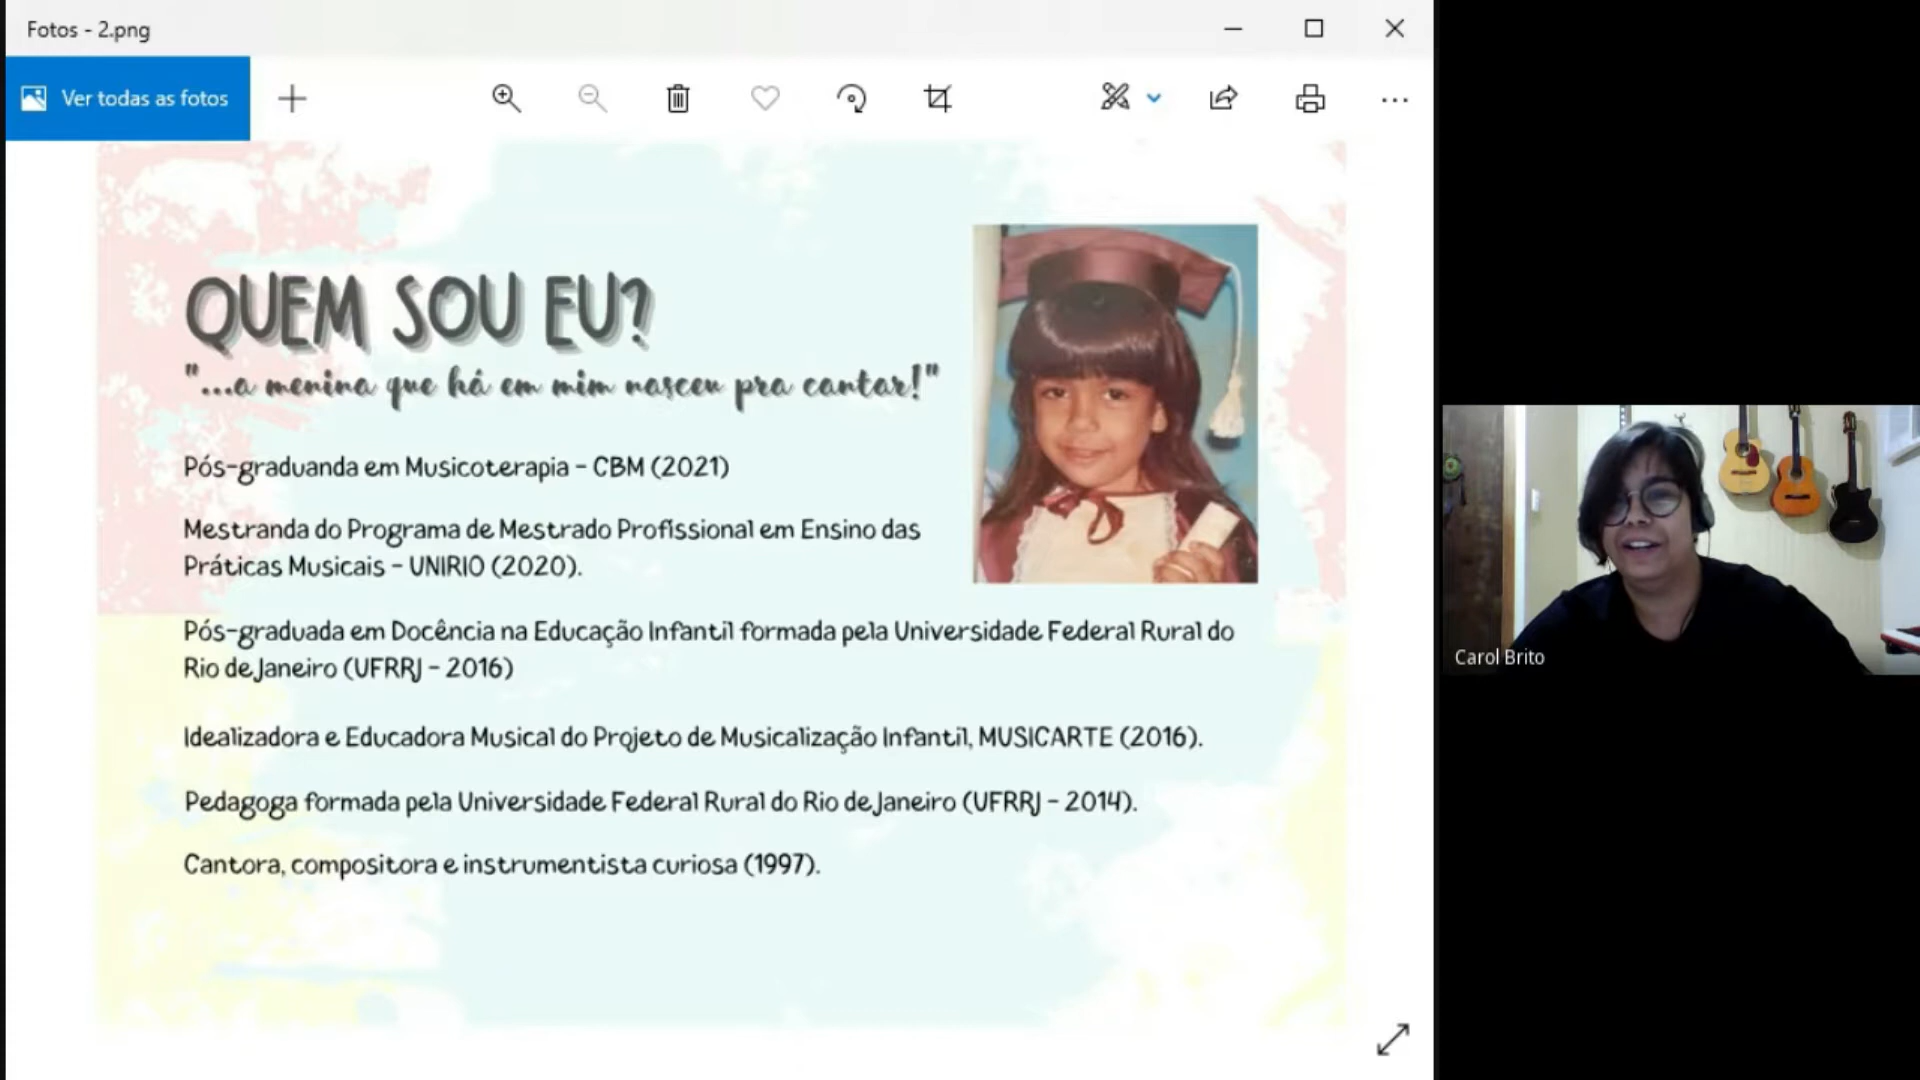 Fotos - 2.png
Ver todas as fotos
QUEM SOU EU?
"...a menina que há em mim nasceu pra cantar!"
Pós-graduanda em Musicoterapia - CBM (2021)
Mestranda do Programa de Mestrado Profissional em Ensino das
Práticas Musicais - UNIRIO (2020).
Pós-graduada em Docência na Educação Infantil formada pela Universidade Federal Rural do
Rio de Janeiro (UFRRJ - 2016)
Idealizadora e Educadora Musical do Projeto de Musicalização Infantil, MUSICARTE (2016).
Pedagoga formada pela Universidade Federal Rural do Rio de Janeiro (UFRRJ - 2014).
Cantora, compositora e instrumentista curiosa (1997).
Carol Brito